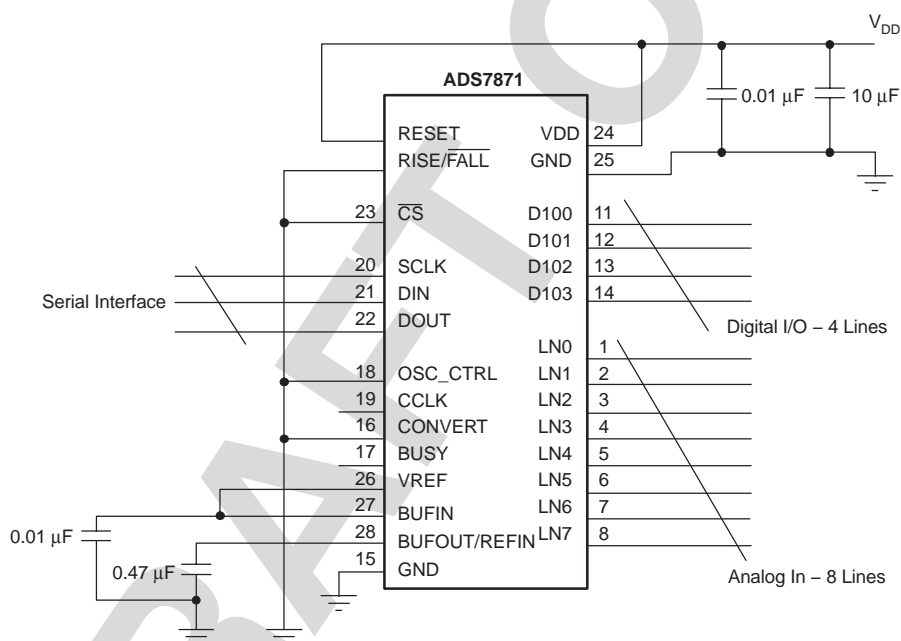 V_DD
ADS7871
0.01 μF
10 μF
RESET
VDD
24
RISE/F̅A̅L̅L̅
GND
25
23
C̅S̅
D100
11
D101
12
20
SCLK
D102
13
21
DIN
D103
14
Serial Interface
22
DOUT
Digital I/O – 4 Lines
LN0
1
18
OSC_CTRL
LN1
2
19
CCLK
LN2
3
16
CONVERT
LN3
4
17
BUSY
LN4
5
26
VREF
LN5
6
27
BUFIN
LN6
7
0.01 μF
28
BUFOUT/REFIN
LN7
8
0.47 μF
15
GND
Analog In – 8 Lines